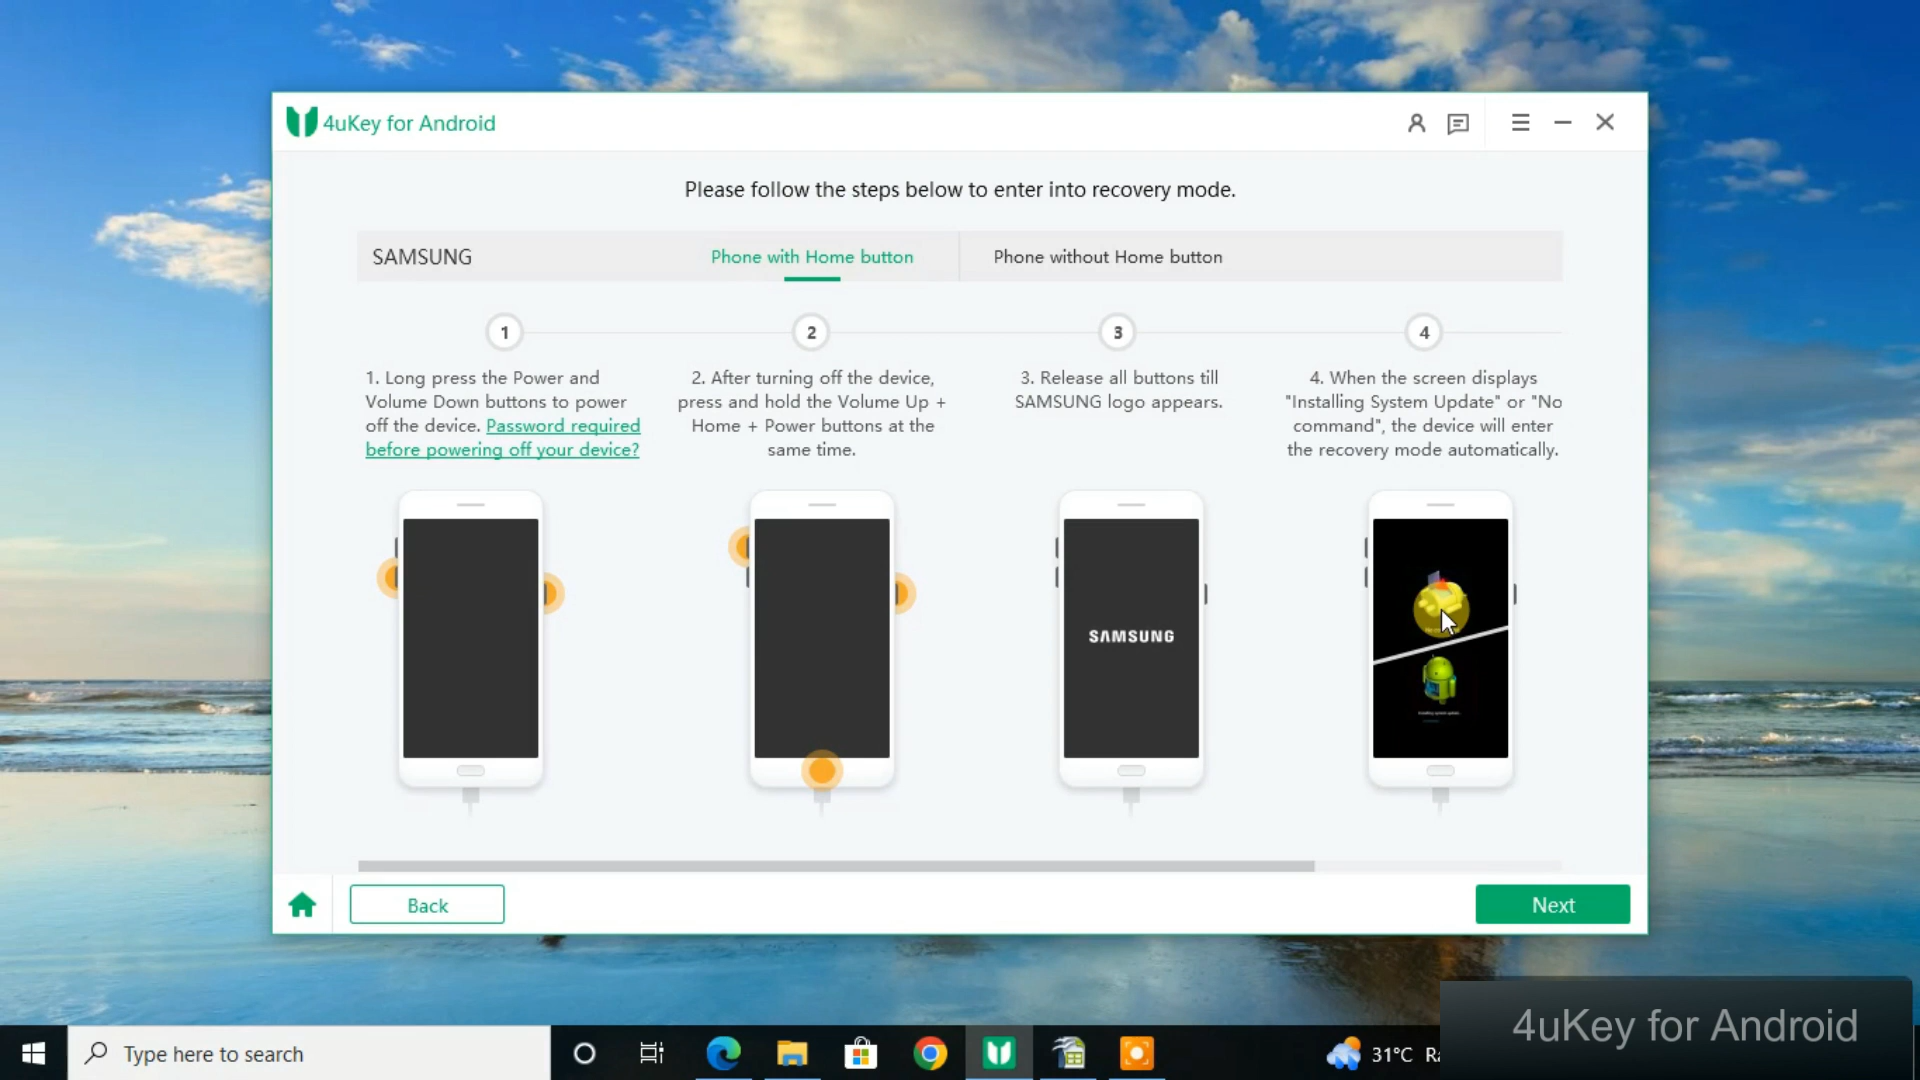 4uKey for Android
Please follow the steps below to enter into recovery mode.
SAMSUNG
Phone with Home button
Phone without Home button
1
2
3
4
1. Long press the Power and
Volume Down buttons to power
off the device. Password required
before powering off your device?
2. After turning off the device,
press and hold the Volume Up +
Home + Power buttons at the
same time.
3. Release all buttons till
SAMSUNG logo appears.
4. When the screen displays
"Installing System Update" or "No
command", the device will enter
the recovery mode automatically.
SAMSUNG
Back
Next
4uKey for Android
Type here to search
31°C